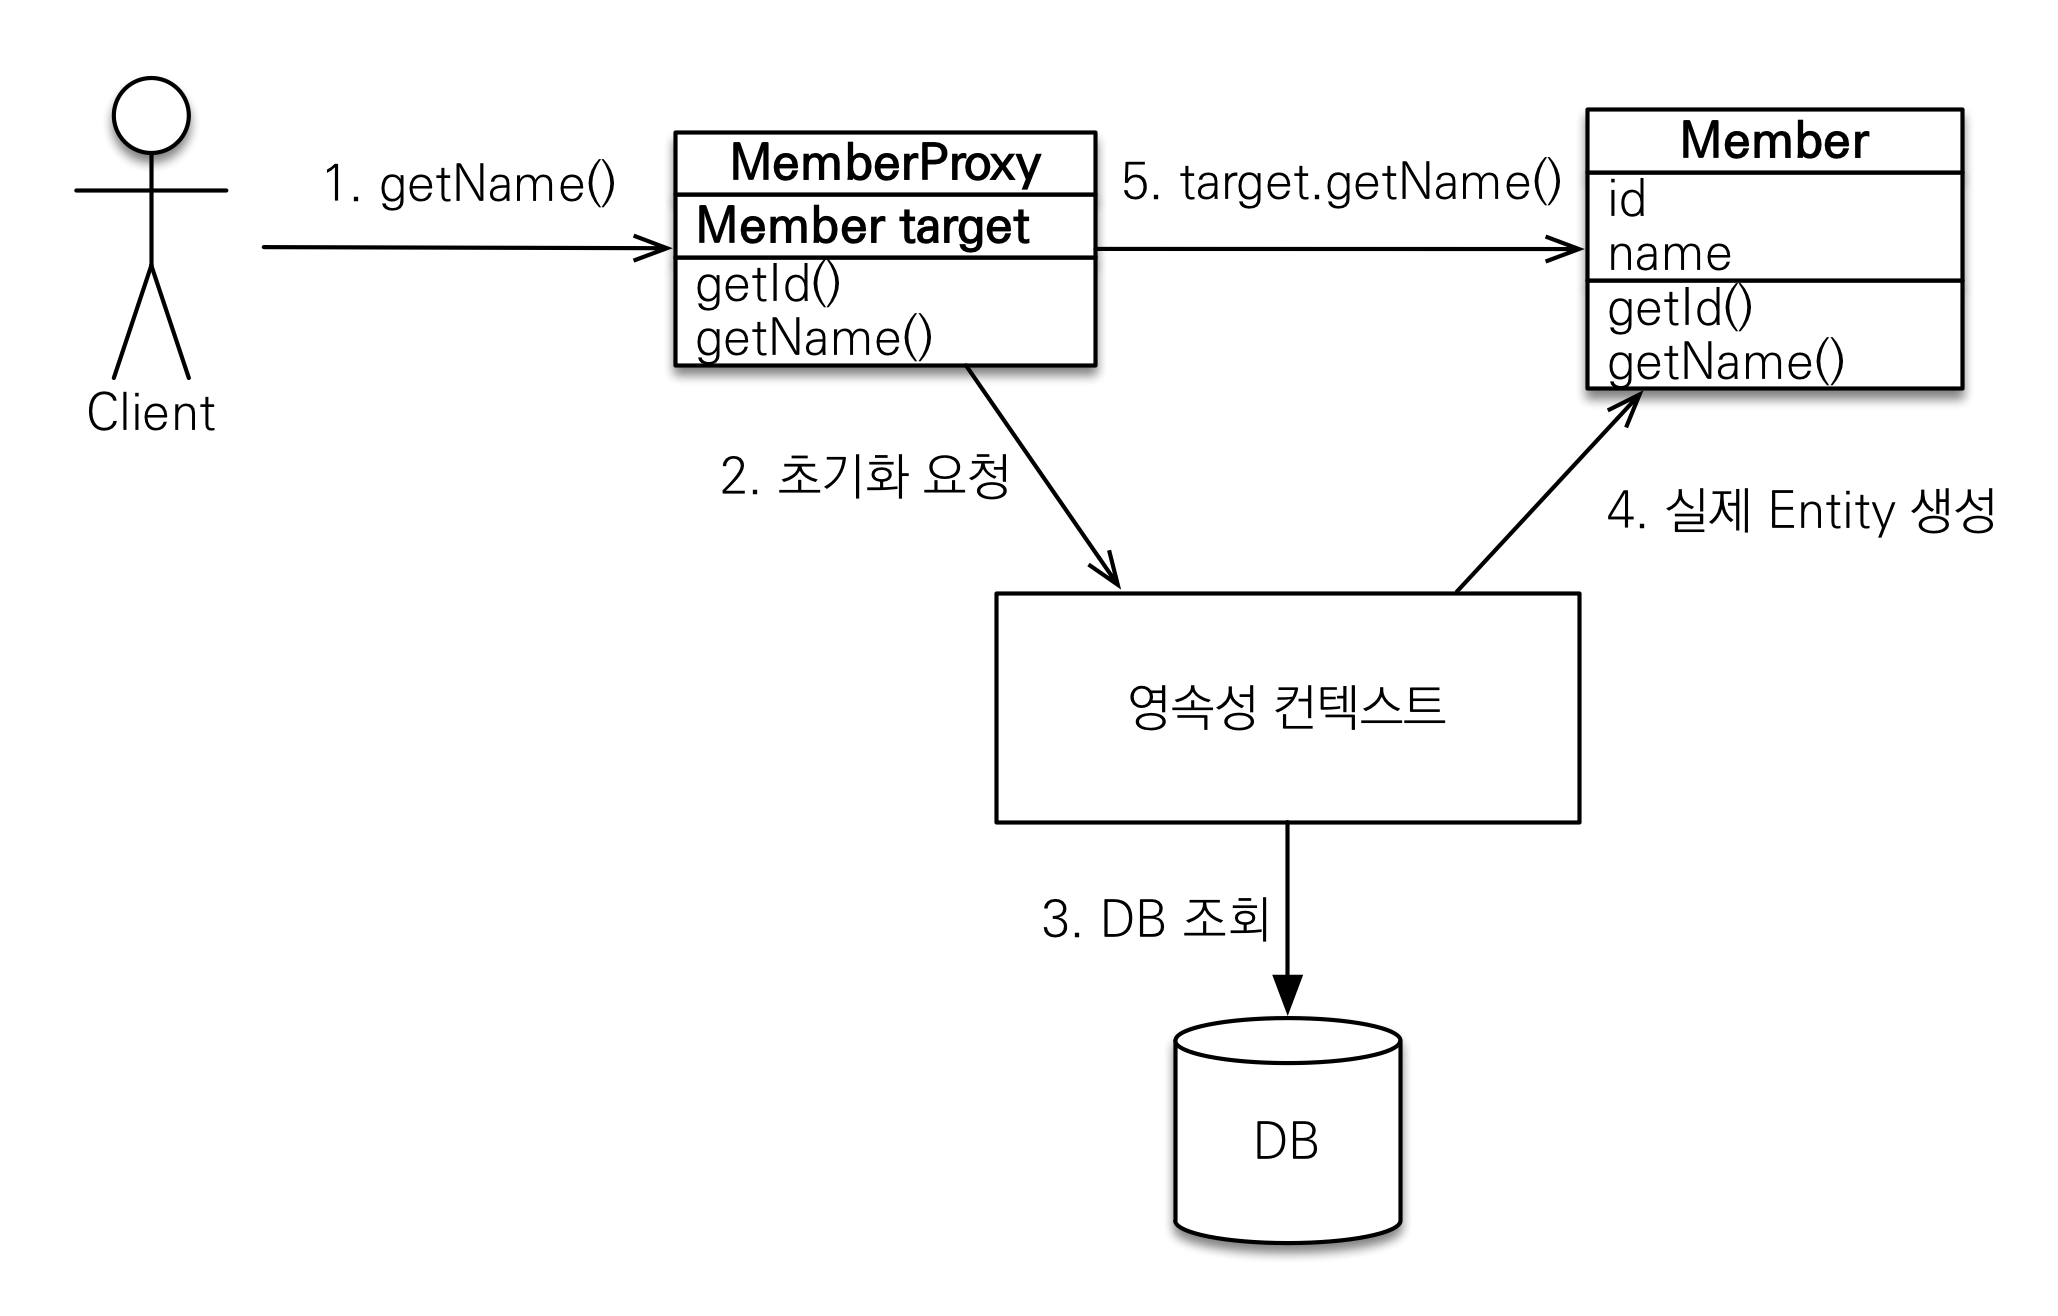 Client
1. getName()
MemberProxy
Member target
getId()
getName()
5. target.getName()
Member
id
name
getId()
getName()
2. 초기화 요청
4. 실제 Entity 생성
영속성 컨텍스트
3. DB 조회
DB